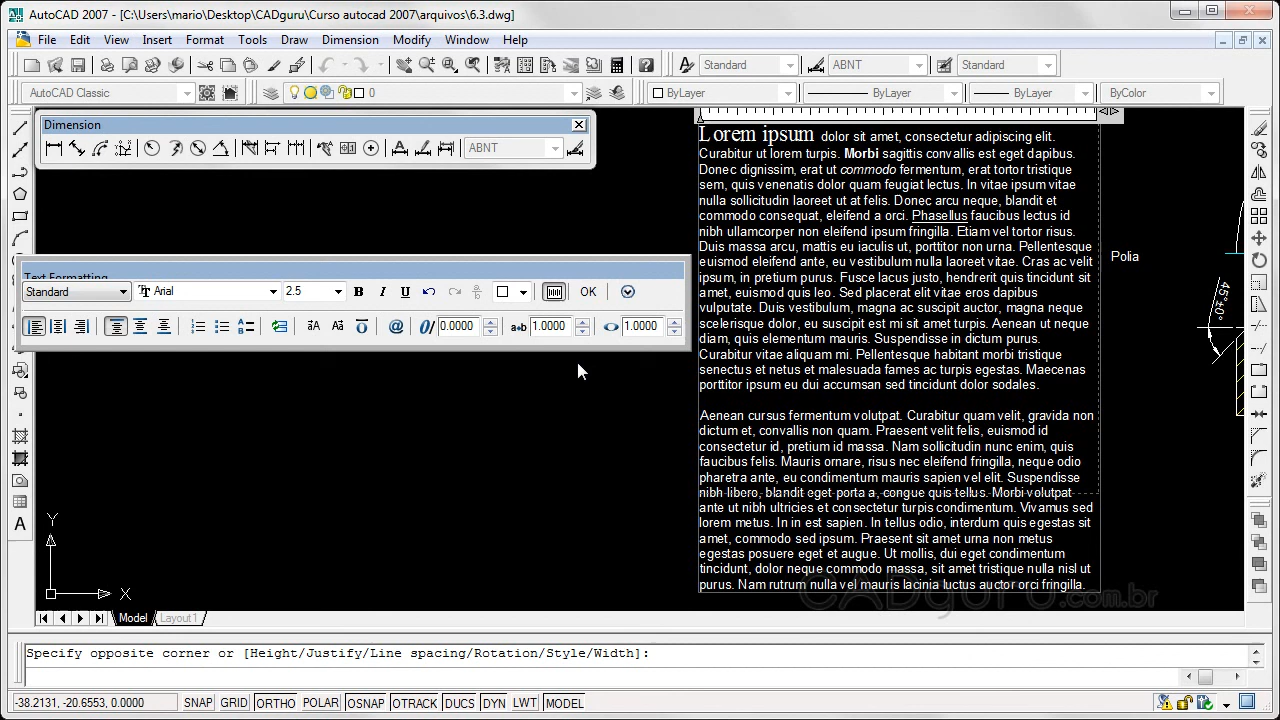 AutoCAD 2007 - [C:\Users\mario\Desktop\CADguru\Curso autocad 2007\arquivos\6.3.dwg]
File Edit View Insert Format Tools Draw Dimension Modify Window Help
Standard ABNT Standard
AutoCAD Classic 0 ByLayer ByLayer ByLayer ByColor
Dimension
ABNT
Text Formatting
Standard Arial 2.5 B I U OK
@ 0.0000 a•b 1.0000 1.0000
Lorem ipsum dolor sit amet, consectetur adipiscing elit.
Curabitur ut lorem turpis. Morbi sagittis convallis est eget dapibus.
Donec dignissim, erat ut commodo fermentum, erat tortor tristique
sem, quis venenatis dolor quam feugiat lectus. In vitae ipsum vitae
nulla sollicitudin laoreet ut at felis. Donec arcu neque, blandit et
commodo consequat, eleifend a orci. Phasellus faucibus lectus id
nibh ullamcorper non eleifend ipsum fringilla. Etiam vel tortor risus.
Duis massa arcu, mattis eu iaculis ut, porttitor non urna. Pellentesque
euismod eleifend ante, eu vestibulum nulla laoreet vitae. Cras ac velit
ipsum, in pretium purus. Fusce lacus justo, hendrerit quis tincidunt sit
amet, euismod quis leo. Sed placerat elit vitae eros dapibus
vulputate. Duis vestibulum, magna ac suscipit auctor, magna neque
scelerisque dolor, eu suscipit est mi sit amet turpis. Aenean ut neque
diam, quis elementum mauris. Suspendisse in dictum purus.
Curabitur vitae aliquam mi. Pellentesque habitant morbi tristique
senectus et netus et malesuada fames ac turpis egestas. Maecenas
porttitor ipsum eu dui accumsan sed tincidunt dolor sodales.
Aenean cursus fermentum volutpat. Curabitur quam velit, gravida non
dictum et, convallis non quam. Praesent velit felis, euismod id
consectetur id, pretium id massa. Nam sollicitudin nunc enim, quis
faucibus felis. Mauris ornare, risus nec eleifend fringilla, neque odio
pharetra ante, eu condimentum mauris sapien vel elit. Suspendisse
nibh libero, blandit eget porta a, congue quis tellus. Morbi volutpat
ante ut nibh ultricies et consectetur turpis condimentum. Vivamus sed
lorem metus. In in est sapien. In tellus odio, interdum quis egestas sit
amet, commodo sed ipsum. Praesent sit amet urna non metus
egestas posuere eget et augue. Ut mollis, dui eget condimentum
tincidunt, dolor neque commodo massa, sit amet tristique nulla nisl ut
purus. Nam rutrum nulla vel mauris lacinia luctus auctor orci fringilla.
Polia
45°±0°
CADguru.com.br
Y
X
A
Model Layout1
Specify opposite corner or [Height/Justify/Line spacing/Rotation/Style/Width]:
-38.2131, -20.6553, 0.0000 SNAP GRID ORTHO POLAR OSNAP OTRACK DUCS DYN LWT MODEL